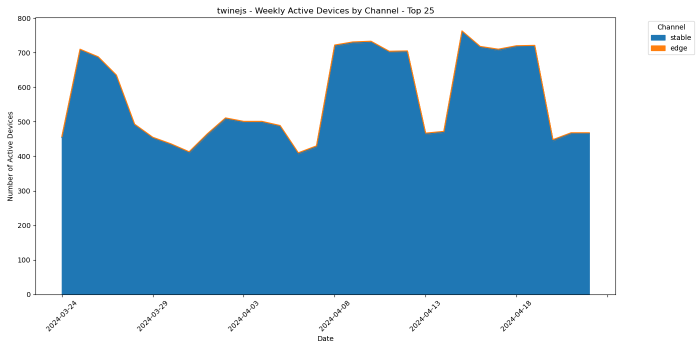 twinejs - Weekly Active Devices by Channel - Top 25
Channel
stable
edge
Number of Active Devices
800
700
600
500
400
300
200
100
0
2024-03-24
2024-03-29
2024-04-03
2024-04-08
2024-04-13
2024-04-18
Date